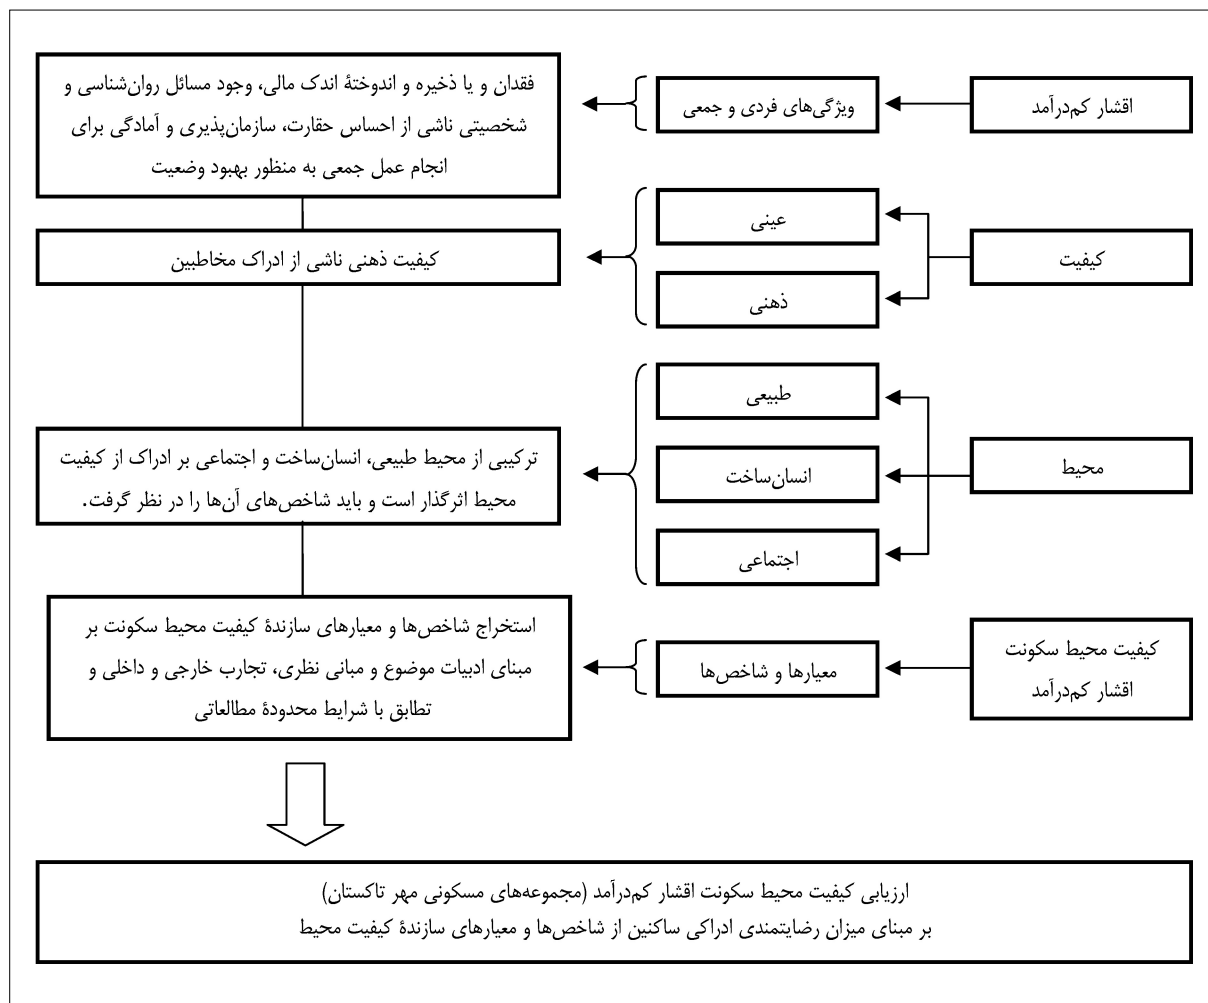 اقشار کم‌درآمد
ویژگی‌های فردی و جمعی
فقدان و یا ذخیره و اندوختۀ اندک مالی، وجود مسائل روان‌شناسی و
شخصیتی ناشی از احساس حقارت، سازمان‌پذیری و آمادگی برای
انجام عمل جمعی به منظور بهبود وضعیت
کیفیت
عینی
ذهنی
کیفیت ذهنی ناشی از ادراک مخاطبین
محیط
طبیعی
انسان‌ساخت
اجتماعی
ترکیبی از محیط طبیعی، انسان‌ساخت و اجتماعی بر ادراک از کیفیت
محیط اثرگذار است و باید شاخص‌های آن‌ها را در نظر گرفت.
کیفیت محیط سکونت
اقشار کم‌درآمد
معیارها و شاخص‌ها
استخراج شاخص‌ها و معیارهای سازندۀ کیفیت محیط سکونت بر
مبنای ادبیات موضوع و مبانی نظری، تجارب خارجی و داخلی و
تطابق با شرایط محدودۀ مطالعاتی
ارزیابی کیفیت محیط سکونت اقشار کم‌درآمد (مجموعه‌های مسکونی مهر تاکستان)
بر مبنای میزان رضایتمندی ادراکی ساکنین از شاخص‌ها و معیارهای سازندۀ کیفیت محیط